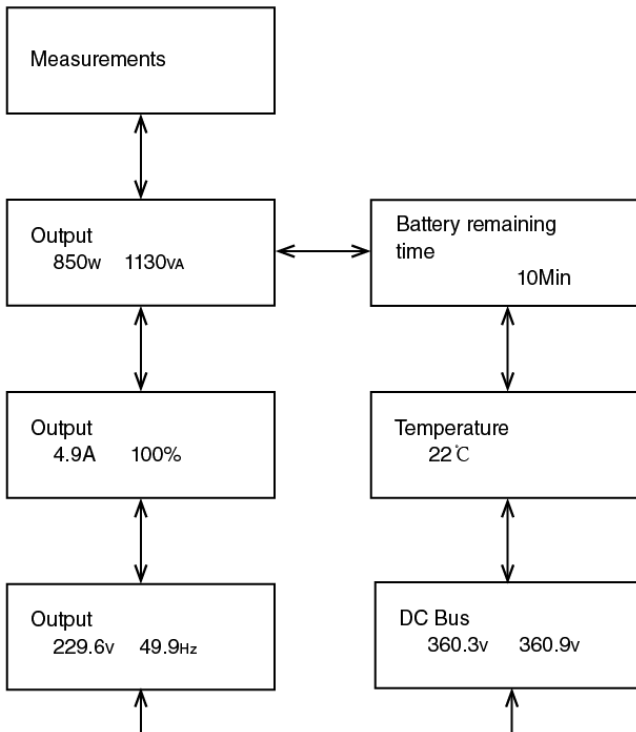 Measurements
Output
850W 1130VA
Battery remaining
time
10Min
Output
4.9A 100%
Temperature
22℃
Output
229.6V 49.9Hz
DC Bus
360.3V 360.9V